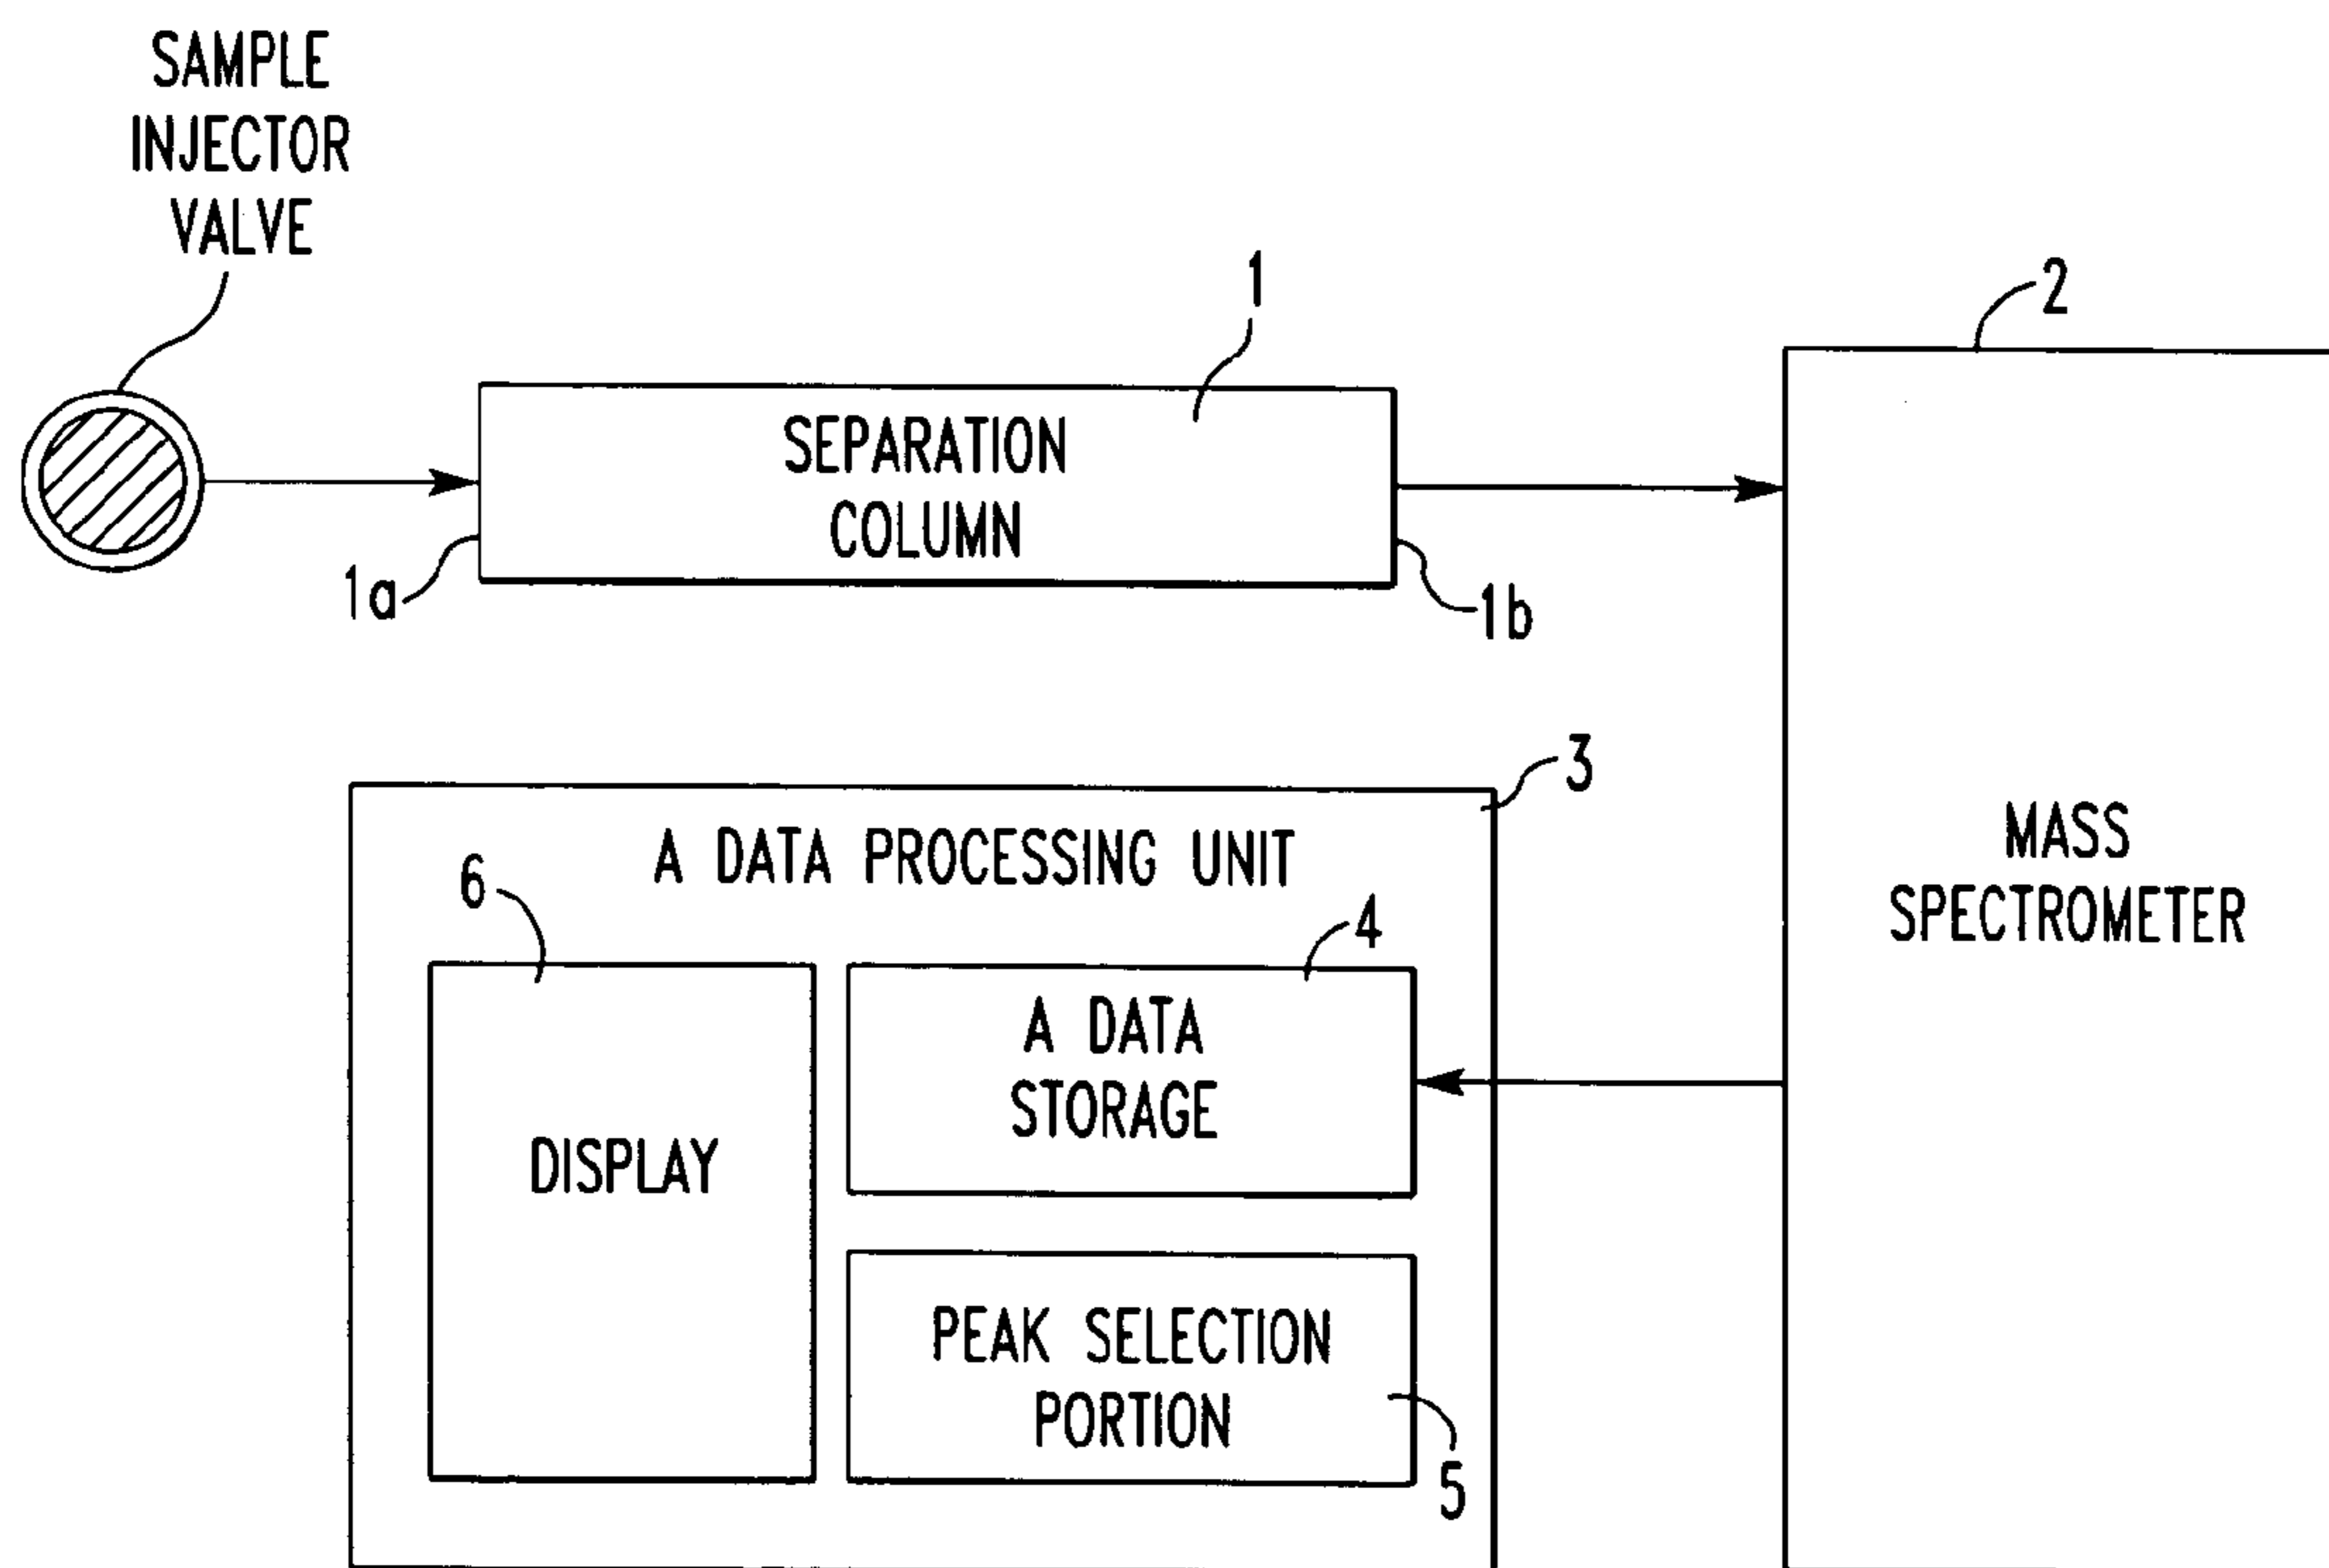 SAMPLE
INJECTOR
VALVE
1
2
SEPARATION
COLUMN
1a
1b
3
A DATA PROCESSING UNIT
6
4
MASS
SPECTROMETER
A DATA
STORAGE
DISPLAY
PEAK SELECTION
PORTION
5